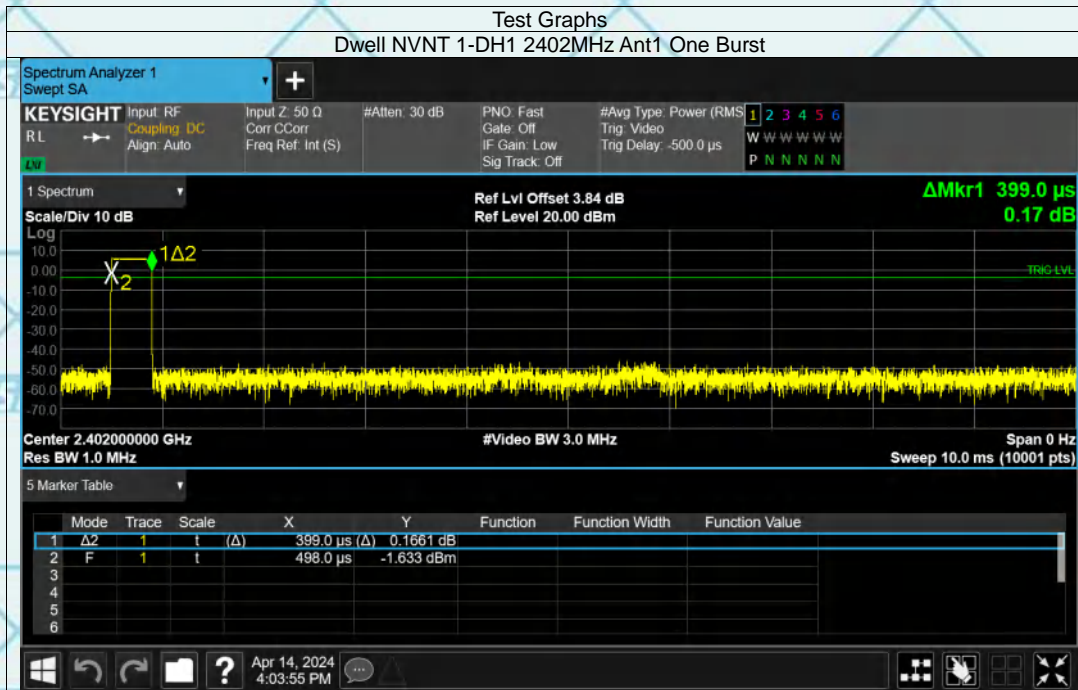 Test Graphs
Dwell NVNT 1-DH1 2402MHz Ant1 One Burst
Spectrum Analyzer 1
Swept SA
+
KEYSIGHT Input: RF Input Z: 50 Ω #Atten: 30 dB PNO: Fast #Avg Type: Power (RMS 1 2 3 4 5 6
R L Coupling: DC Corr CCorr Gate: Off Trig: Video W W W W W W
Align: Auto Freq Ref: Int (S) IF Gain: Low Trig Delay: -500.0 µs P N N N N N
LXI Sig Track: Off
1 Spectrum Ref Lvl Offset 3.84 dB ΔMkr1 399.0 µs
Scale/Div 10 dB Ref Level 20.00 dBm 0.17 dB
Log
10.0 1Δ2
0.00 2 TRIG LVL
-10.0
-20.0
-30.0
-40.0
-50.0
-60.0
-70.0
Center 2.402000000 GHz #Video BW 3.0 MHz Span 0 Hz
Res BW 1.0 MHz Sweep 10.0 ms (10001 pts)
5 Marker Table
Mode Trace Scale X Y Function Function Width Function Value
1 Δ2 1 t (Δ) 399.0 µs (Δ) 0.1661 dB
2 F 1 t 498.0 µs -1.633 dBm
3
4
5
6
? Apr 14, 2024
4:03:55 PM